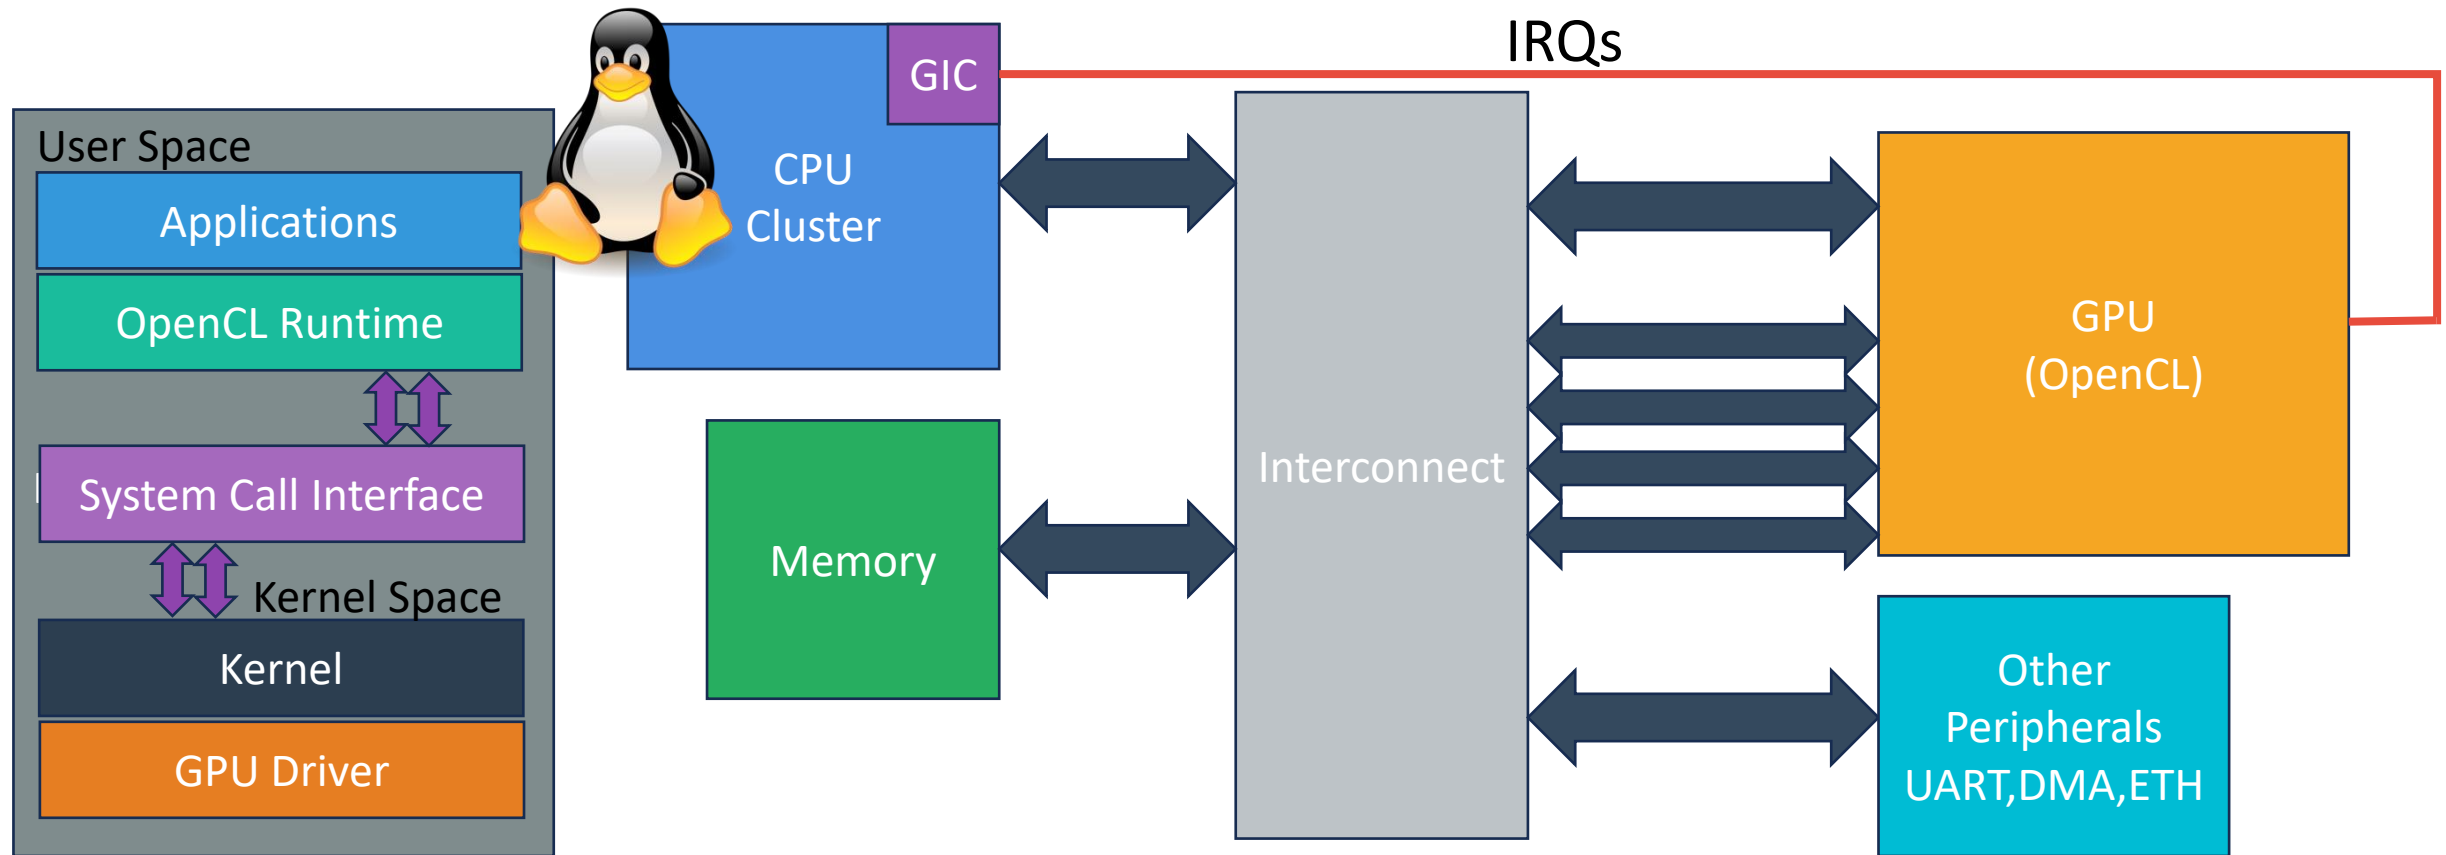 IRQs
GIC
User Space
Applications
OpenCL Runtime
System Call Interface
Kernel Space
Kernel
GPU Driver
CPU
Cluster
Memory
Interconnect
GPU
(OpenCL)
Other
Peripherals
UART,DMA,ETH